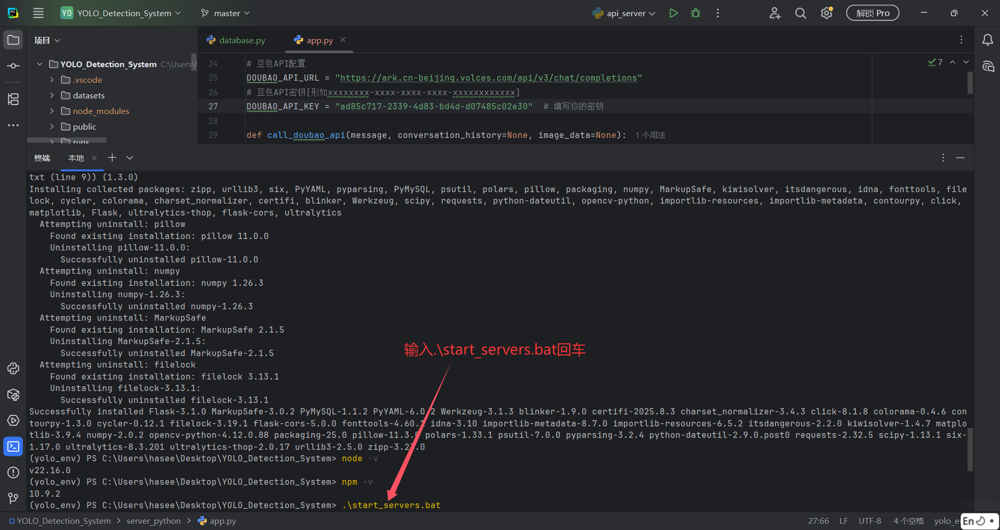 YO YOLO_Detection_System master api_server 解锁 Pro
项目 database.py app.py
YOLO_Detection_System C:\Users\h
.vscode
datasets
node_modules
public
runs
24 # 豆包API配置
25 DOUBAO_API_URL = "https://ark.cn-beijing.volces.com/api/v3/chat/completions"
26 # 豆包API密钥[形如xxxxxxxx-xxxx-xxxx-xxxx-xxxxxxxxxxxx]
27 DOUBAO_API_KEY = "ad85c717-2339-4d83-bd4d-d07485c02e30" # 填写你的密钥
28
29 def call_doubao_api(message, conversation_history=None, image_data=None): 1 个用法
7
终端 本地
txt (line 9)) (1.3.0)
Installing collected packages: zipp, urllib3, six, PyYAML, pyparsing, PyMySQL, psutil, polars, pillow, packaging, numpy, MarkupSafe, kiwisolver, itsdangerous, idna, fonttools, file
lock, cycler, colorama, charset_normalizer, certifi, blinker, Werkzeug, scipy, requests, python-dateutil, opencv-python, importlib-resources, importlib-metadata, contourpy, click,
matplotlib, Flask, ultralytics-thop, flask-cors, ultralytics
Attempting uninstall: pillow
Found existing installation: pillow 11.0.0
Uninstalling pillow-11.0.0:
Successfully uninstalled pillow-11.0.0
Attempting uninstall: numpy
Found existing installation: numpy 1.26.3
Uninstalling numpy-1.26.3:
Successfully uninstalled numpy-1.26.3
Attempting uninstall: MarkupSafe
Found existing installation: MarkupSafe 2.1.5
Uninstalling MarkupSafe-2.1.5:
Successfully uninstalled MarkupSafe-2.1.5
输入.\start_servers.bat回车
Attempting uninstall: filelock
Found existing installation: filelock 3.13.1
Uninstalling filelock-3.13.1:
Successfully uninstalled filelock-3.13.1
Successfully installed Flask-3.1.0 MarkupSafe-3.0.2 PyMySQL-1.1.2 PyYAML-6.0.2 Werkzeug-3.1.3 blinker-1.9.0 certifi-2025.8.3 charset_normalizer-3.4.3 click-8.1.8 colorama-0.4.6 con
tourpy-1.3.0 cycler-0.12.1 filelock-3.19.1 flask-cors-5.0.0 fonttools-4.60.1 idna-3.10 importlib-metadata-8.7.0 importlib-resources-6.5.2 itsdangerous-2.2.0 kiwisolver-1.4.7 matplo
tlib-3.9.4 numpy-2.0.2 opencv-python-4.12.0.88 packaging-25.0 pillow-11.3.0 polars-1.33.1 psutil-7.0.0 pyparsing-3.2.4 python-dateutil-2.9.0.post0 requests-2.32.5 scipy-1.13.1 six-
1.17.0 ultralytics-8.3.201 ultralytics-thop-2.0.17 urllib3-2.5.0 zipp-3.2 .0
(yolo_env) PS C:\Users\hasee\Desktop\YOLO_Detection_System> node -v
v22.16.0
(yolo_env) PS C:\Users\hasee\Desktop\YOLO_Detection_System> npm -v
10.9.2
(yolo_env) PS C:\Users\hasee\Desktop\YOLO_Detection_System> .\start_servers.bat
YOLO_Detection_System > server_python > app.py 27:66 LF UTF-8 4 个空格 yolo_e En